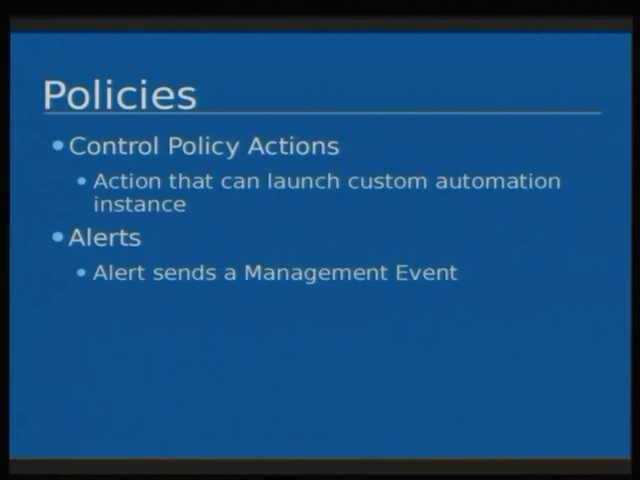 Policies
Control Policy Actions
Action that can launch custom automation
instance
Alerts
Alert sends a Management Event